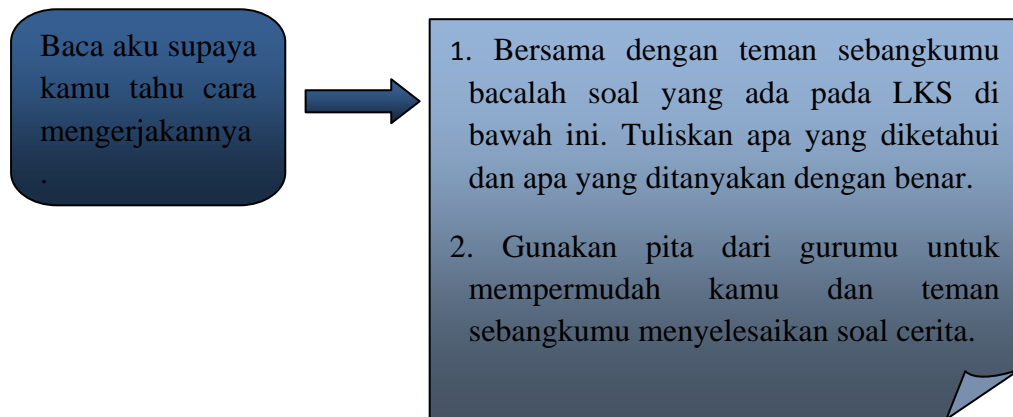 Baca aku supaya
kamu tahu cara
mengerjakannya
.
1. Bersama dengan teman sebangkumu
bacalah soal yang ada pada LKS di
bawah ini. Tuliskan apa yang diketahui
dan apa yang ditanyakan dengan benar.
2. Gunakan pita dari gurumu untuk
mempermudah kamu dan teman
sebangkumu menyelesaikan soal cerita.